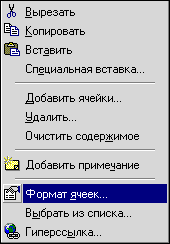 Вырезать
Копировать
Вставить
Специальная вставка...
Добавить ячейки...
Удалить...
Очистить содержимое
Добавить примечание
Формат ячеек...
Выбрать из списка...
Гиперссылка...